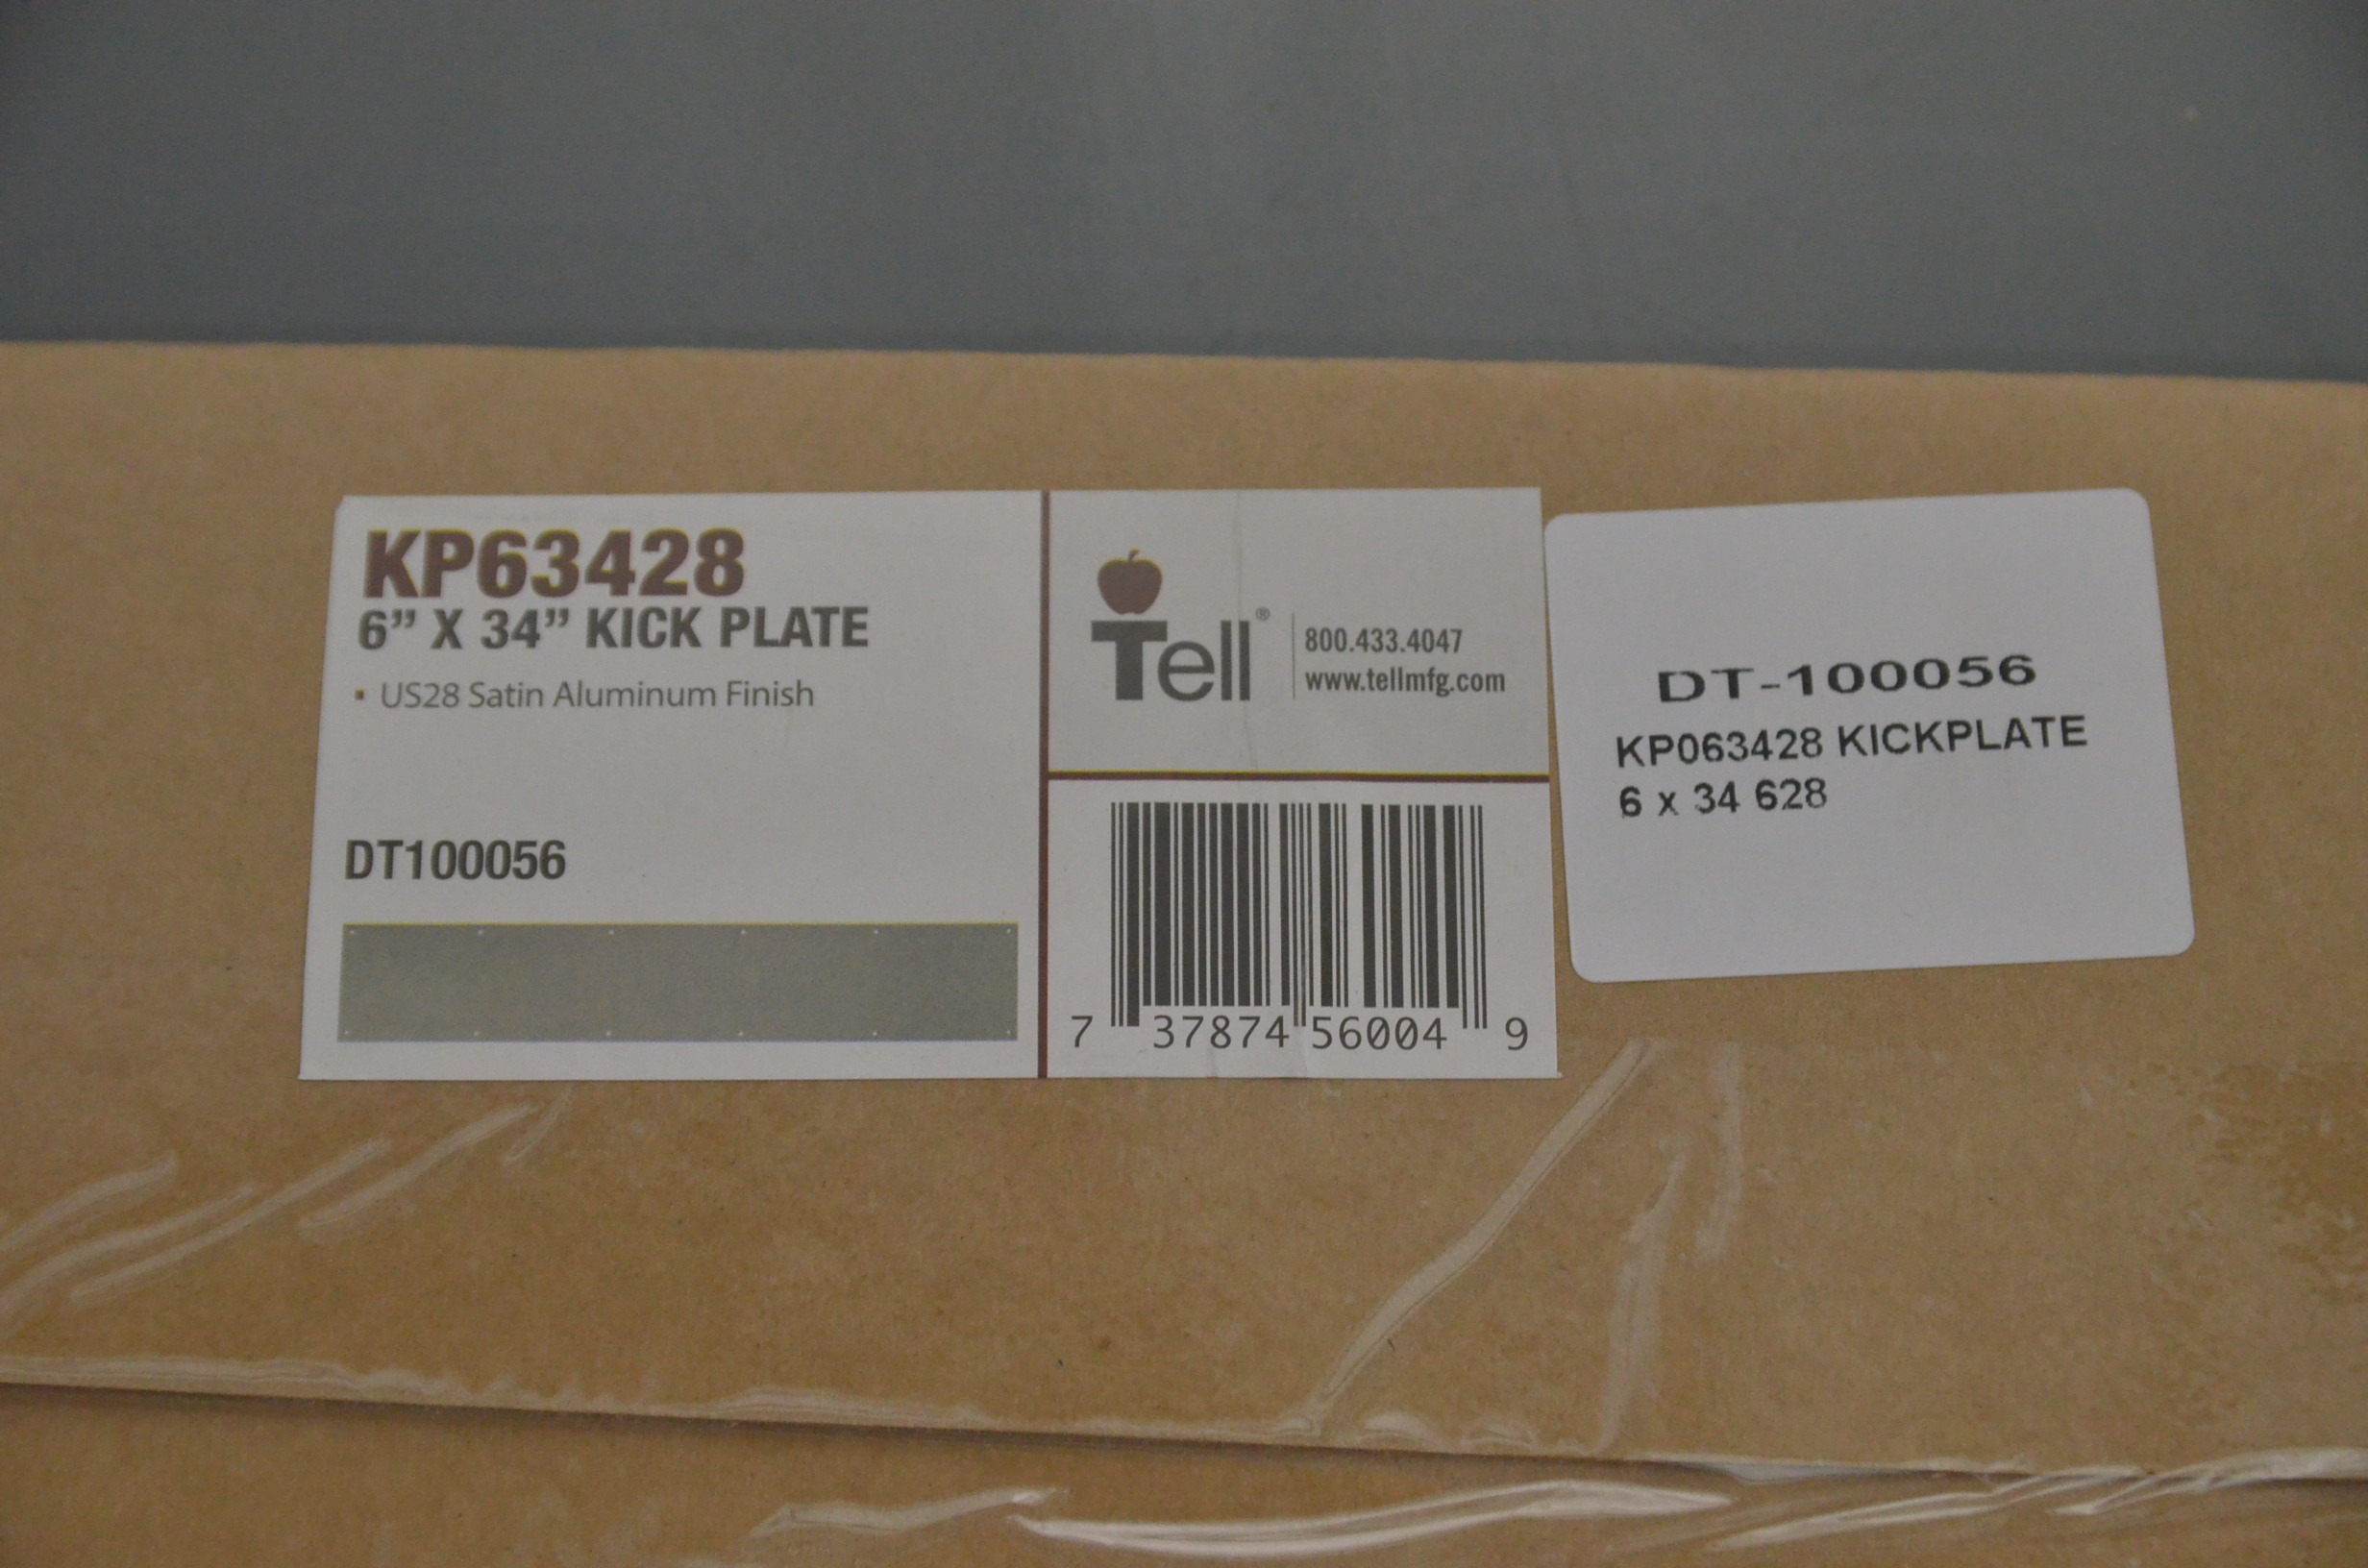 KP63428
6” X 34” KICK PLATE
▪ US28 Satin Aluminum Finish
DT100056
Tell®
800.433.4047
www.tellmfg.com
7 37874 56004 9
DT-100056
KP063428 KICKPLATE
6 x 34 628